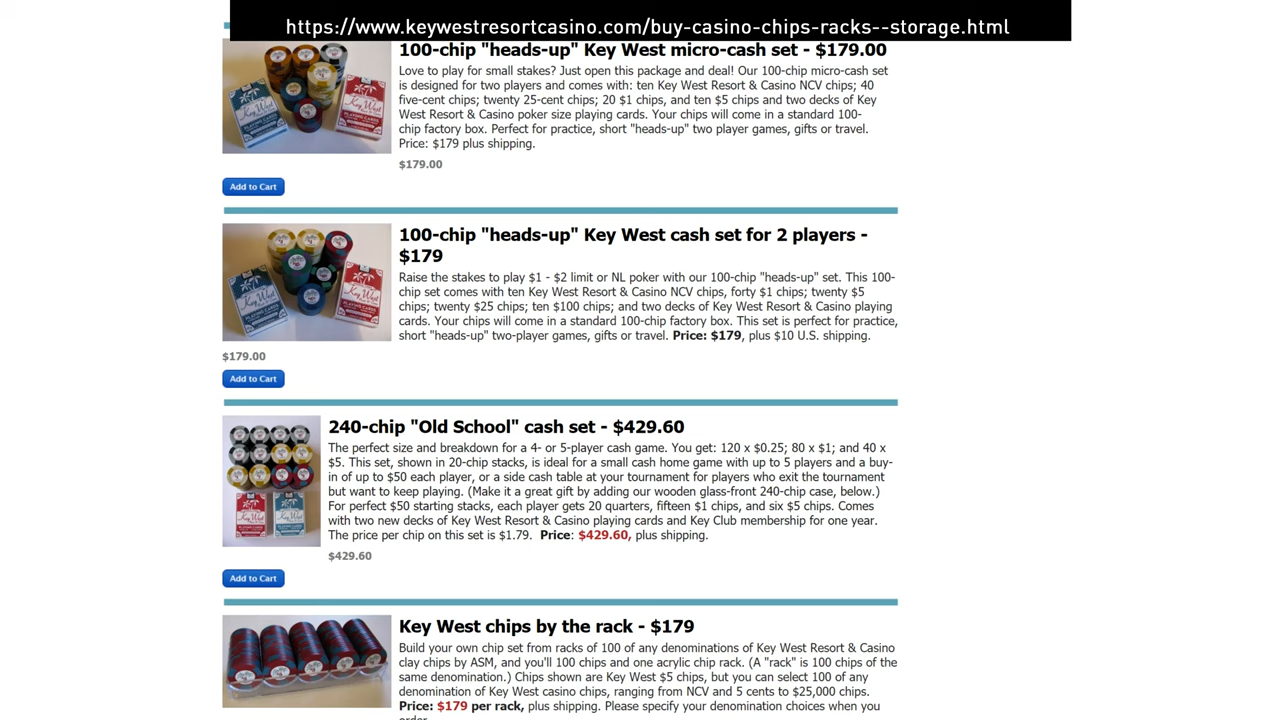 https://www.keywestresortcasino.com/buy-casino-chips-racks--storage.html
100-chip "heads-up" Key West micro-cash set - $179.00
Love to play for small stakes? Just open this package and deal! Our 100-chip micro-cash set
is designed for two players and comes with: ten Key West Resort & Casino NCV chips; 40
five-cent chips; twenty 25-cent chips; 20 $1 chips, and ten $5 chips and two decks of Key
West Resort & Casino poker size playing cards. Your chips will come in a standard 100-
chip factory box. Perfect for practice, short "heads-up" two player games, gifts or travel.
Price: $179 plus shipping.
$179.00
Add to Cart
100-chip "heads-up" Key West cash set for 2 players -
$179
Raise the stakes to play $1 - $2 limit or NL poker with our 100-chip "heads-up" set. This 100-
chip set comes with ten Key West Resort & Casino NCV chips, forty $1 chips; twenty $5
chips; twenty $25 chips; ten $100 chips; and two decks of Key West Resort & Casino playing
cards. Your chips will come in a standard 100-chip factory box. This set is perfect for practice,
short "heads-up" two-player games, gifts or travel. Price: $179, plus $10 U.S. shipping.
$179.00
Add to Cart
240-chip "Old School" cash set - $429.60
The perfect size and breakdown for a 4- or 5-player cash game. You get: 120 x $0.25; 80 x $1; and 40 x
$5. This set, shown in 20-chip stacks, is ideal for a small cash home game with up to 5 players and a buy-
in of up to $50 each player, or a side cash table at your tournament for players who exit the tournament
but want to keep playing. (Make it a great gift by adding our wooden glass-front 240-chip case, below.)
For perfect $50 starting stacks, each player gets 20 quarters, fifteen $1 chips, and six $5 chips. Comes
with two new decks of Key West Resort & Casino playing cards and Key Club membership for one year.
The price per chip on this set is $1.79. Price: $429.60, plus shipping.
$429.60
Add to Cart
Key West chips by the rack - $179
Build your own chip set from racks of 100 of any denominations of Key West Resort & Casino
clay chips by ASM, and you'll 100 chips and one acrylic chip rack. (A "rack" is 100 chips of the
same denomination.) Chips shown are Key West $5 chips, but you can select 100 of any
denomination of Key West casino chips, ranging from NCV and 5 cents to $25,000 chips.
Price: $179 per rack, plus shipping. Please specify your denomination choices when you